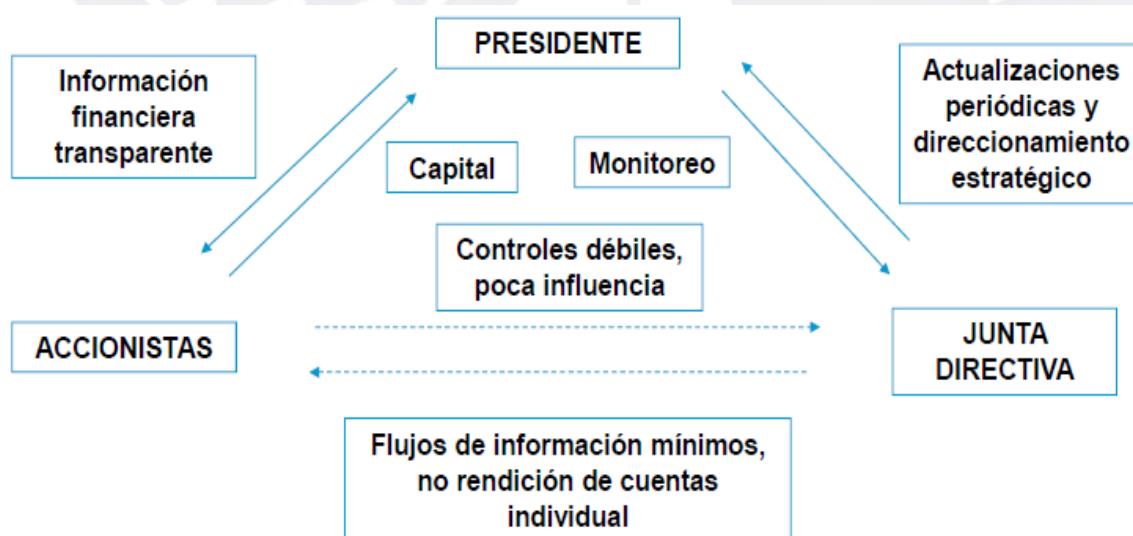 PRESIDENTE
Información
financiera
transparente
Actualizaciones
periódicas y
direccionamiento
estratégico
Capital
Monitoreo
Controles débiles,
poca influencia
ACCIONISTAS
JUNTA
DIRECTIVA
Flujos de información mínimos,
no rendición de cuentas
individual